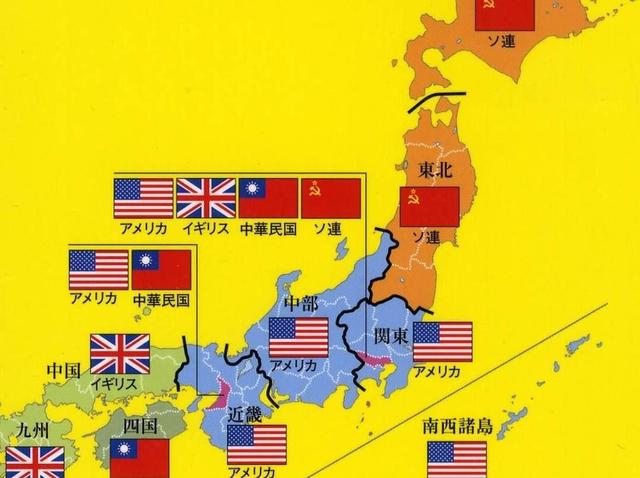 ソ連
東北
ソ連
アメリカ
イギリス
中華民国
ソ連
アメリカ
中華民国
中部
アメリカ
関東
アメリカ
中国
イギリス
近畿
アメリカ
九州
四国
南西諸島